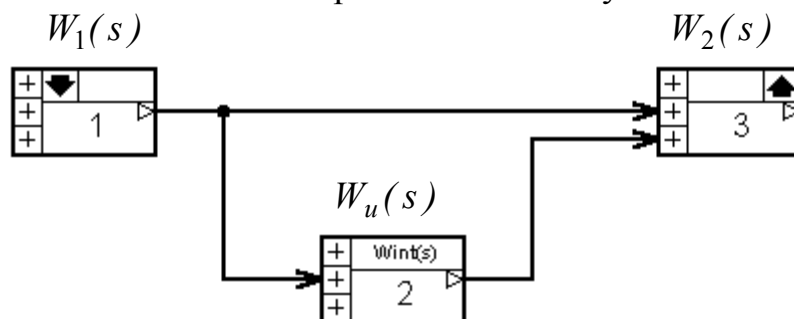 W₁(s) W₂(s)
+ + + 1
+ + + 3
Wᵤ(s)
+ Wint(s)
+ + 2